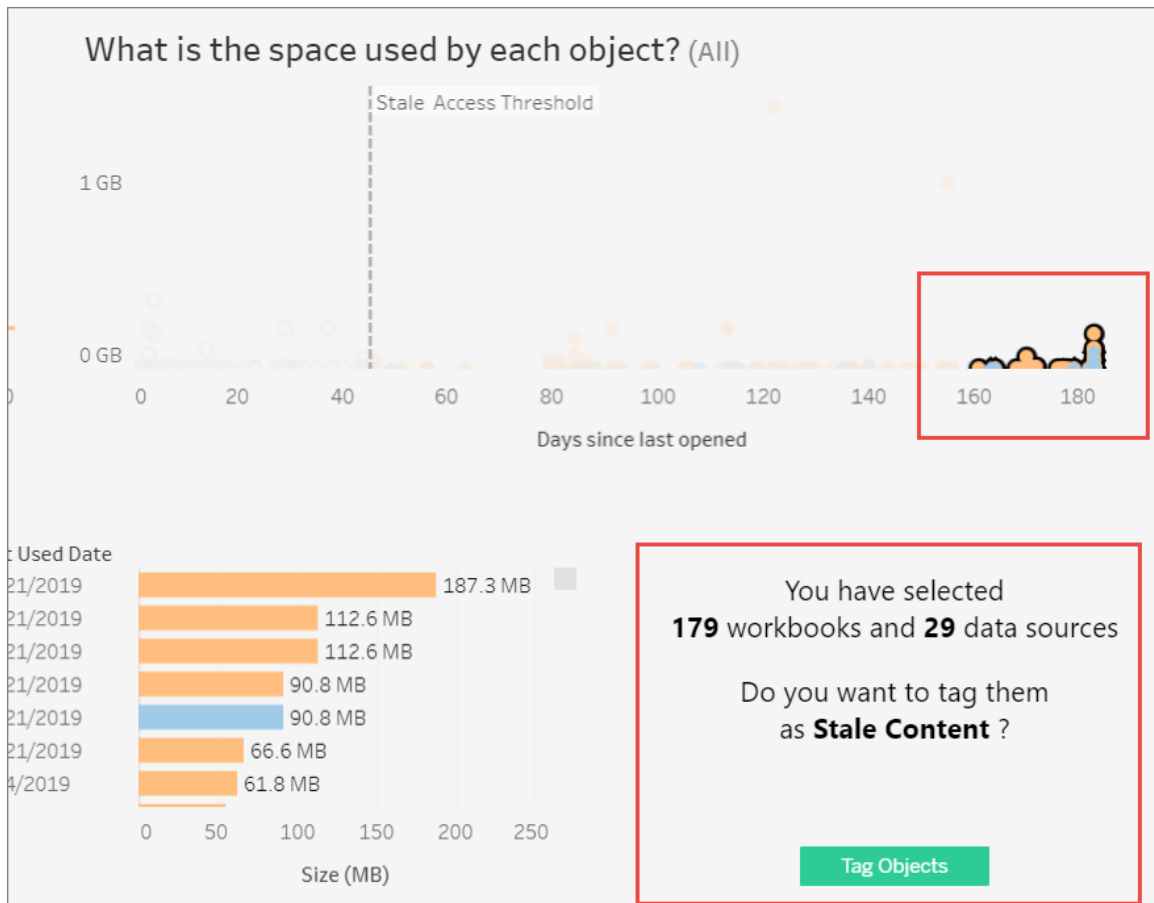 What is the space used by each object? (All)
Stale Access Threshold
1 GB
0 GB
0
0 20 40 60 80 100 120 140 160 180
Days since last opened
t Used Date
21/2019 187.3 MB
21/2019 112.6 MB
21/2019 112.6 MB
21/2019 90.8 MB
21/2019 90.8 MB
21/2019 66.6 MB
4/2019 61.8 MB
0 50 100 150 200 250
Size (MB)
You have selected
179 workbooks and 29 data sources
Do you want to tag them
as Stale Content ?
Tag Objects